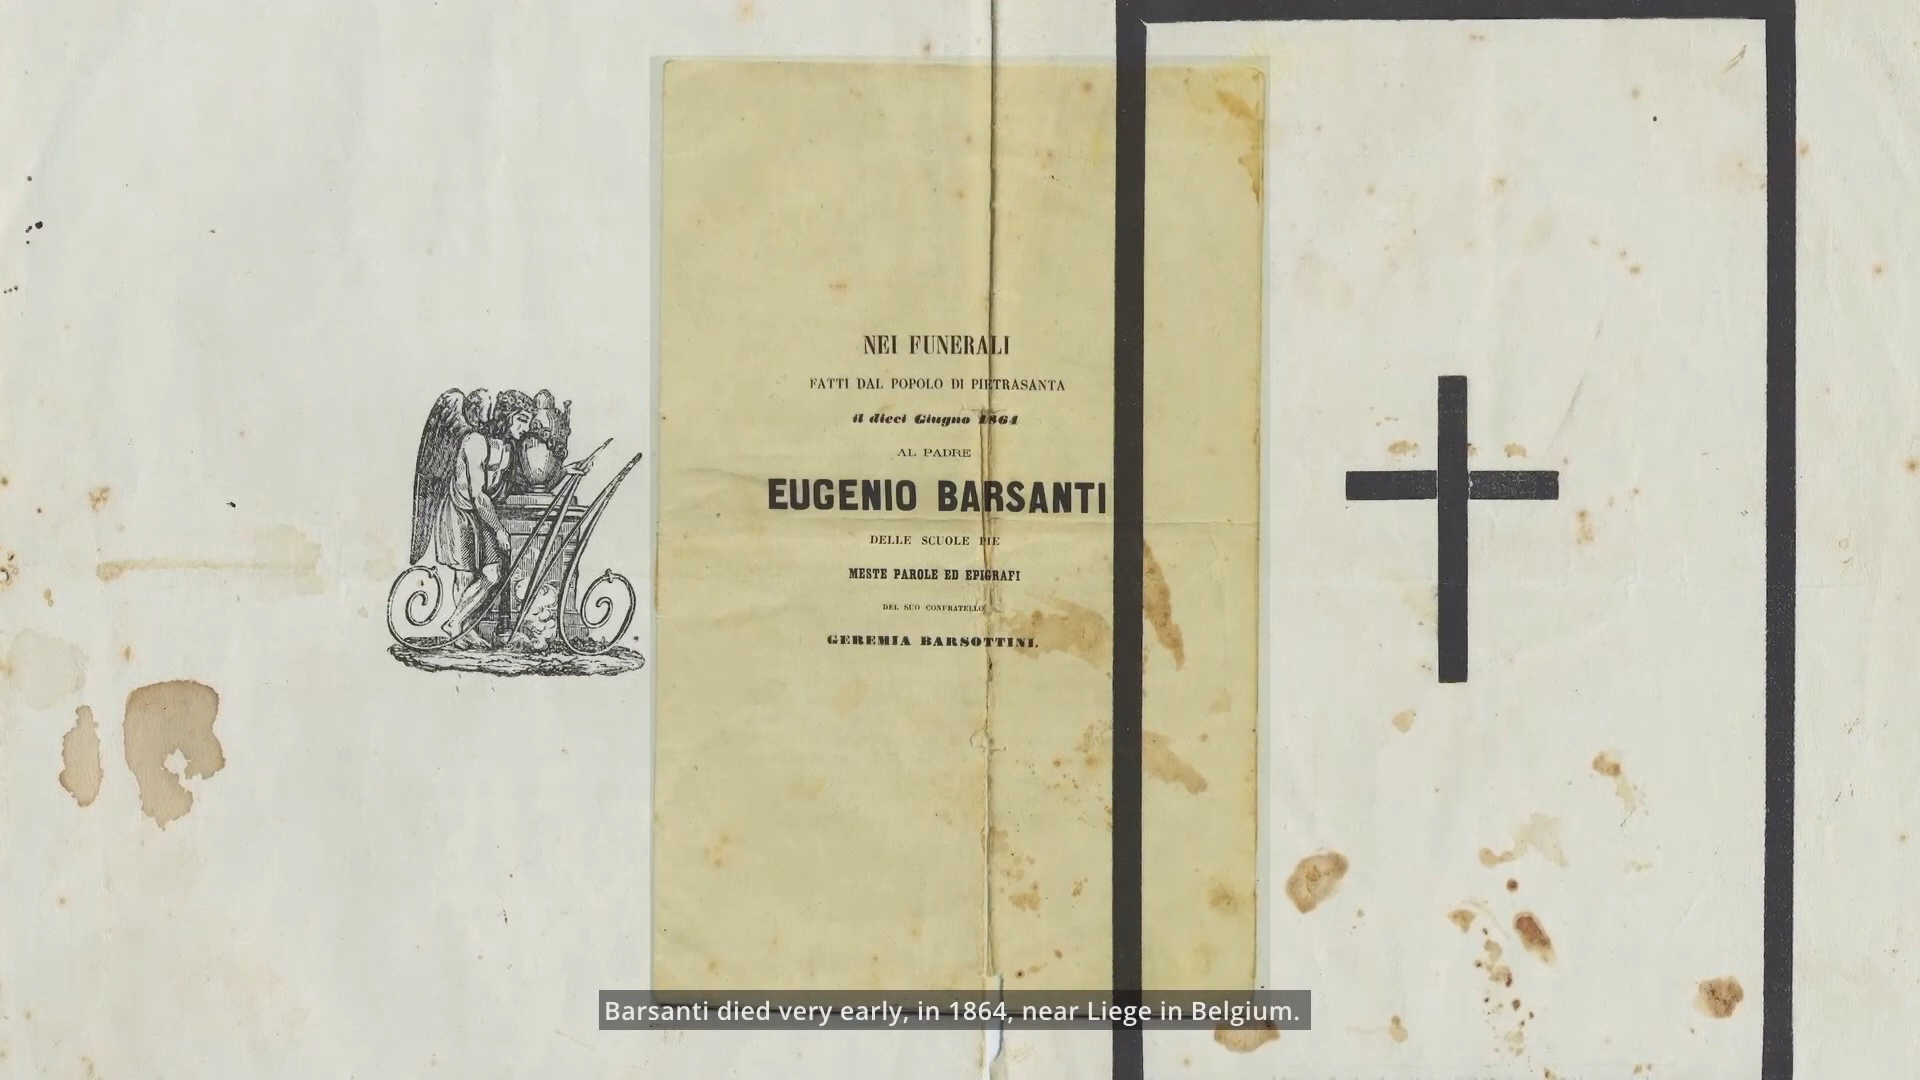 NEI FUNERALI
FATTI DAL POPOLO DI PIETRASANTA
il dieci Giugno 1864
AL PADRE
EUGENIO BARSANTI
DELLE SCUOLE PIE
MESTE PAROLE ED EPIGRAFI
DEL SUO CONFRATELLO
GEREMIA BARSOTTINI.
Barsanti died very early, in 1864, near Liege in Belgium.